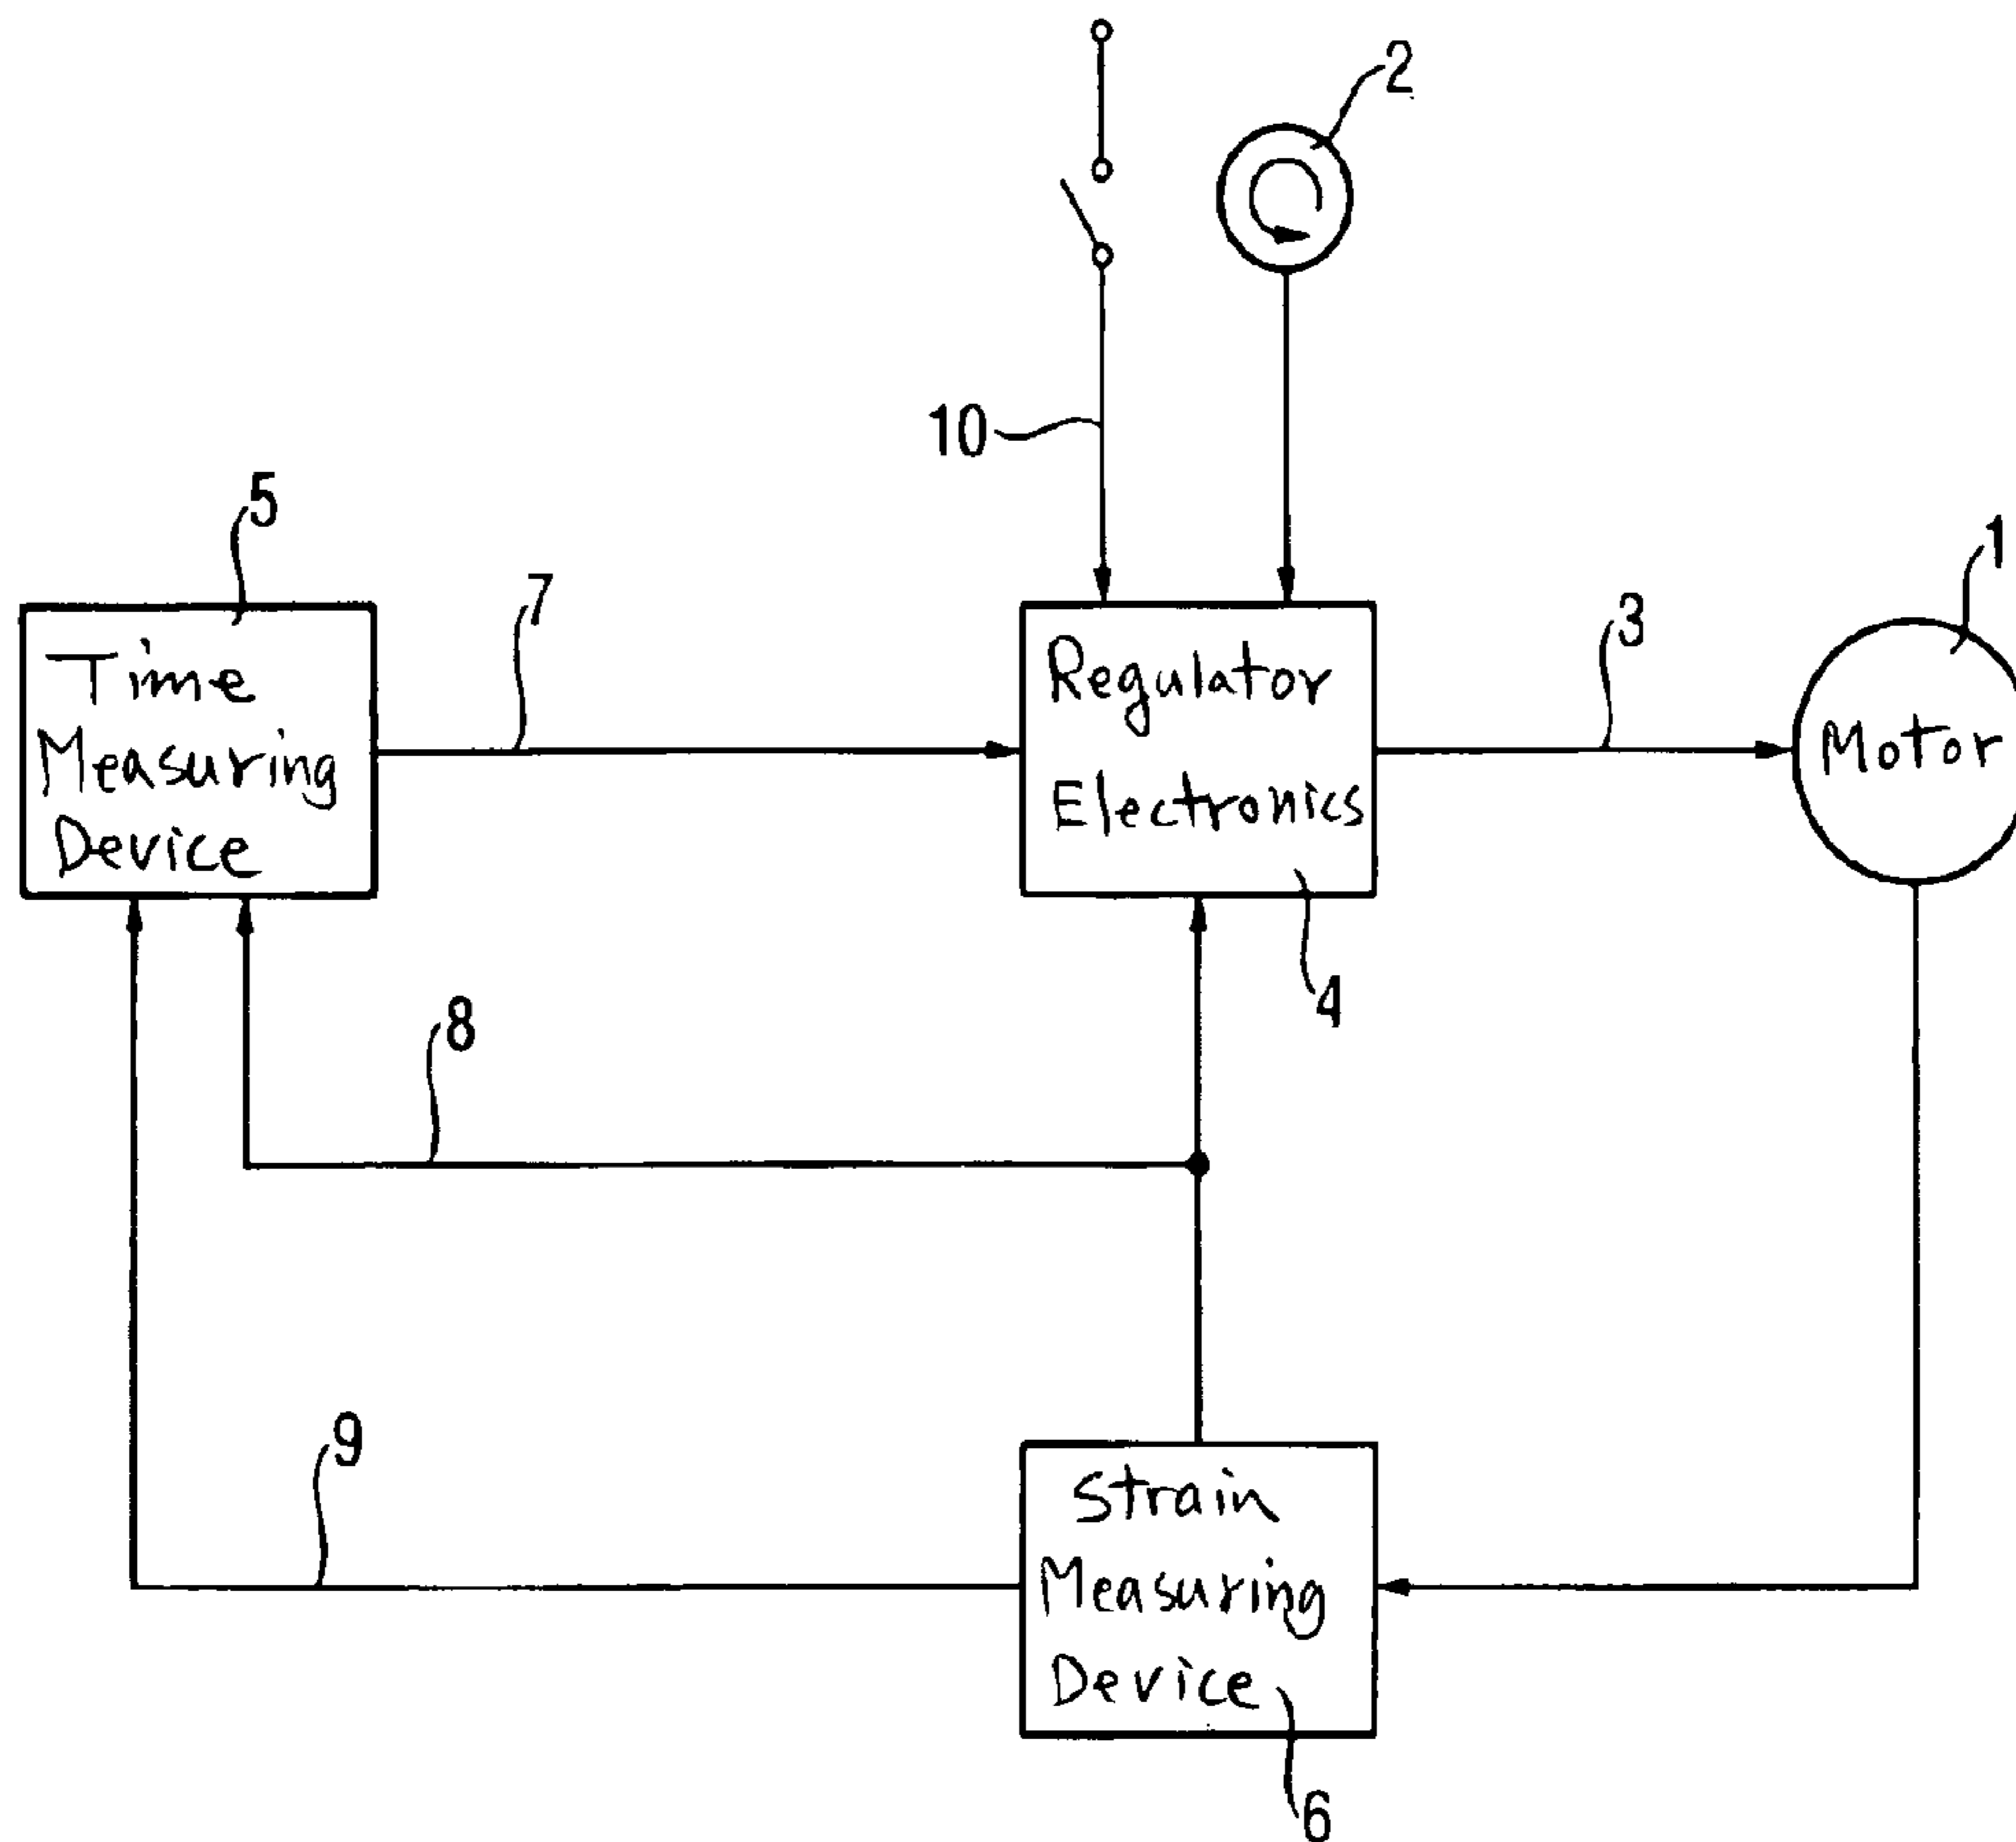 2
10
5
7
3
1
Time
Measuring
Device
Regulator
Electronics
Motor
4
8
9
Strain
Measuring
Device
6